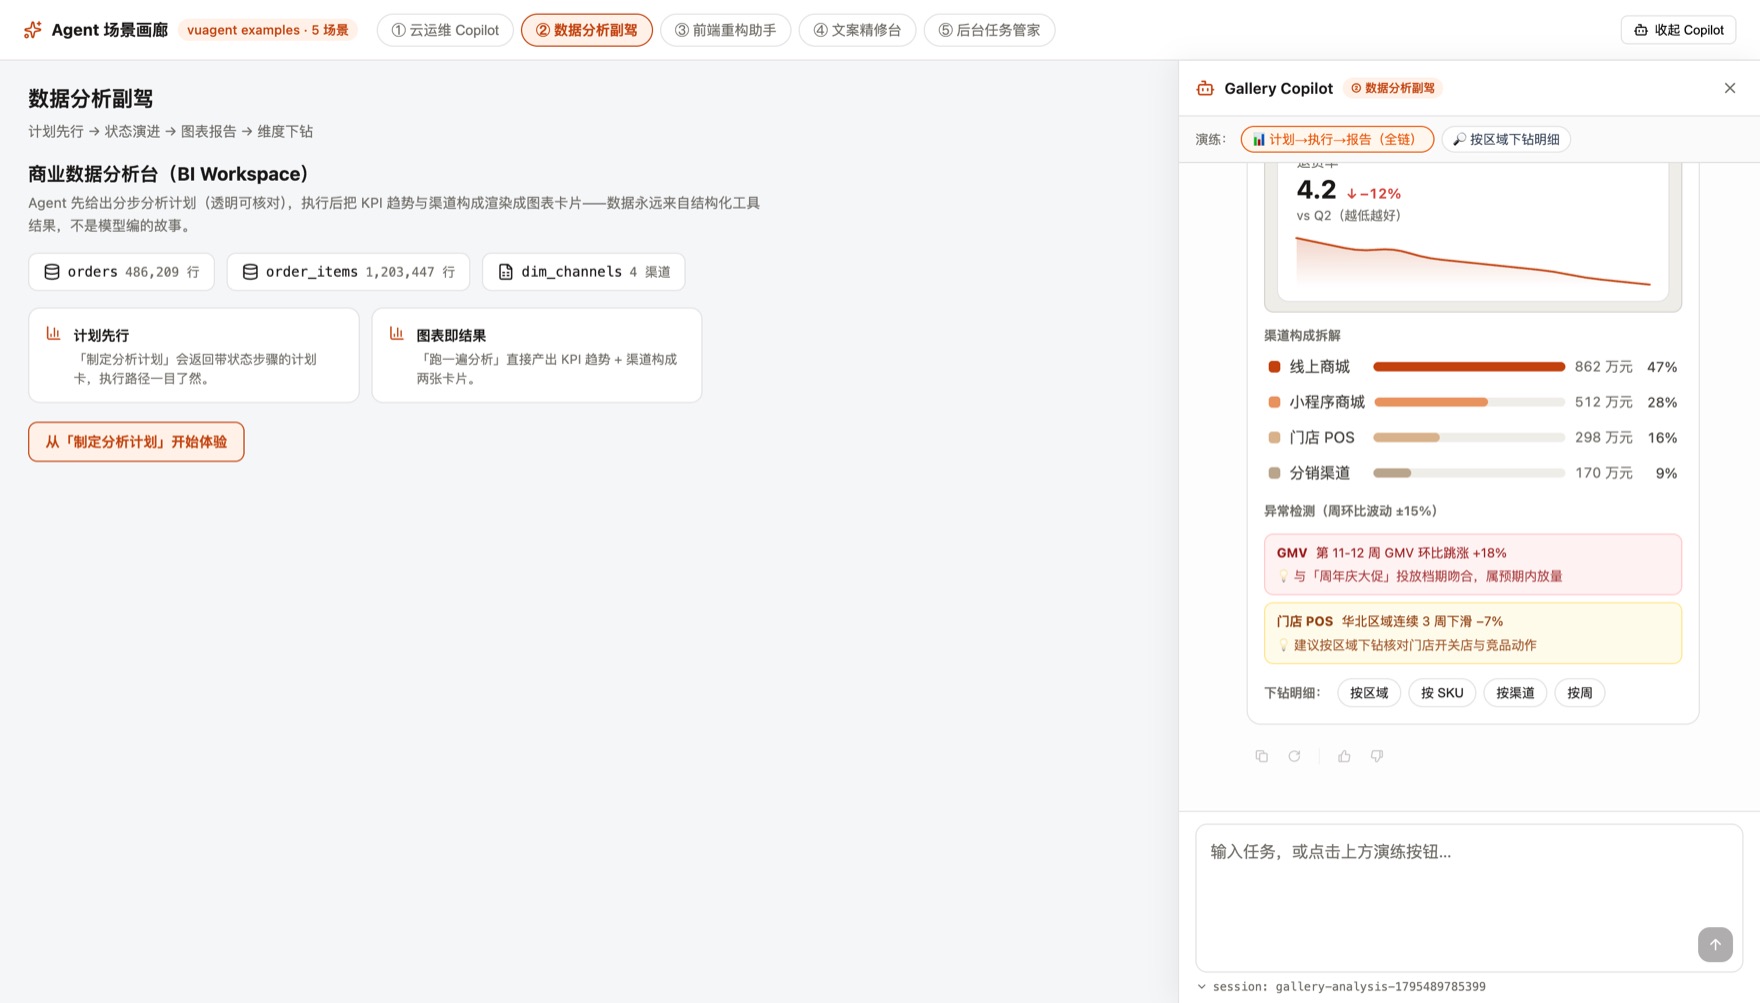 Agent 场景画廊
vuagent examples · 5 场景
① 云运维 Copilot
② 数据分析副驾
③ 前端重构助手
④ 文案精修台
⑤ 后台任务管家
收起 Copilot
数据分析副驾
计划先行 → 状态演进 → 图表报告 → 维度下钻
商业数据分析台（BI Workspace）
Agent 先给出分步分析计划（透明可核对），执行后把 KPI 趋势与渠道构成渲染成图表卡片——数据永远来自结构化工具
结果，不是模型编的故事。
orders 486,209 行
order_items 1,203,447 行
dim_channels 4 渠道
计划先行
「制定分析计划」会返回带状态步骤的计划
卡，执行路径一目了然。
图表即结果
「跑一遍分析」直接产出 KPI 趋势 + 渠道构成
两张卡片。
从「制定分析计划」开始体验
Gallery Copilot
② 数据分析副驾
演练：
计划→执行→报告（全链）
按区域下钻明细
退货率
4.2 ↓−12%
vs Q2（越低越好）
渠道构成拆解
线上商城 862 万元 47%
小程序商城 512 万元 28%
门店 POS 298 万元 16%
分销渠道 170 万元 9%
异常检测（周环比波动 ±15%）
GMV 第 11-12 周 GMV 环比跳涨 +18%
与「周年庆大促」投放档期吻合，属预期内放量
门店 POS 华北区域连续 3 周下滑 −7%
建议按区域下钻核对门店开关店与竞品动作
下钻明细：
按区域
按 SKU
按渠道
按周
输入任务，或点击上方演练按钮...
session: gallery-analysis-1795489785399